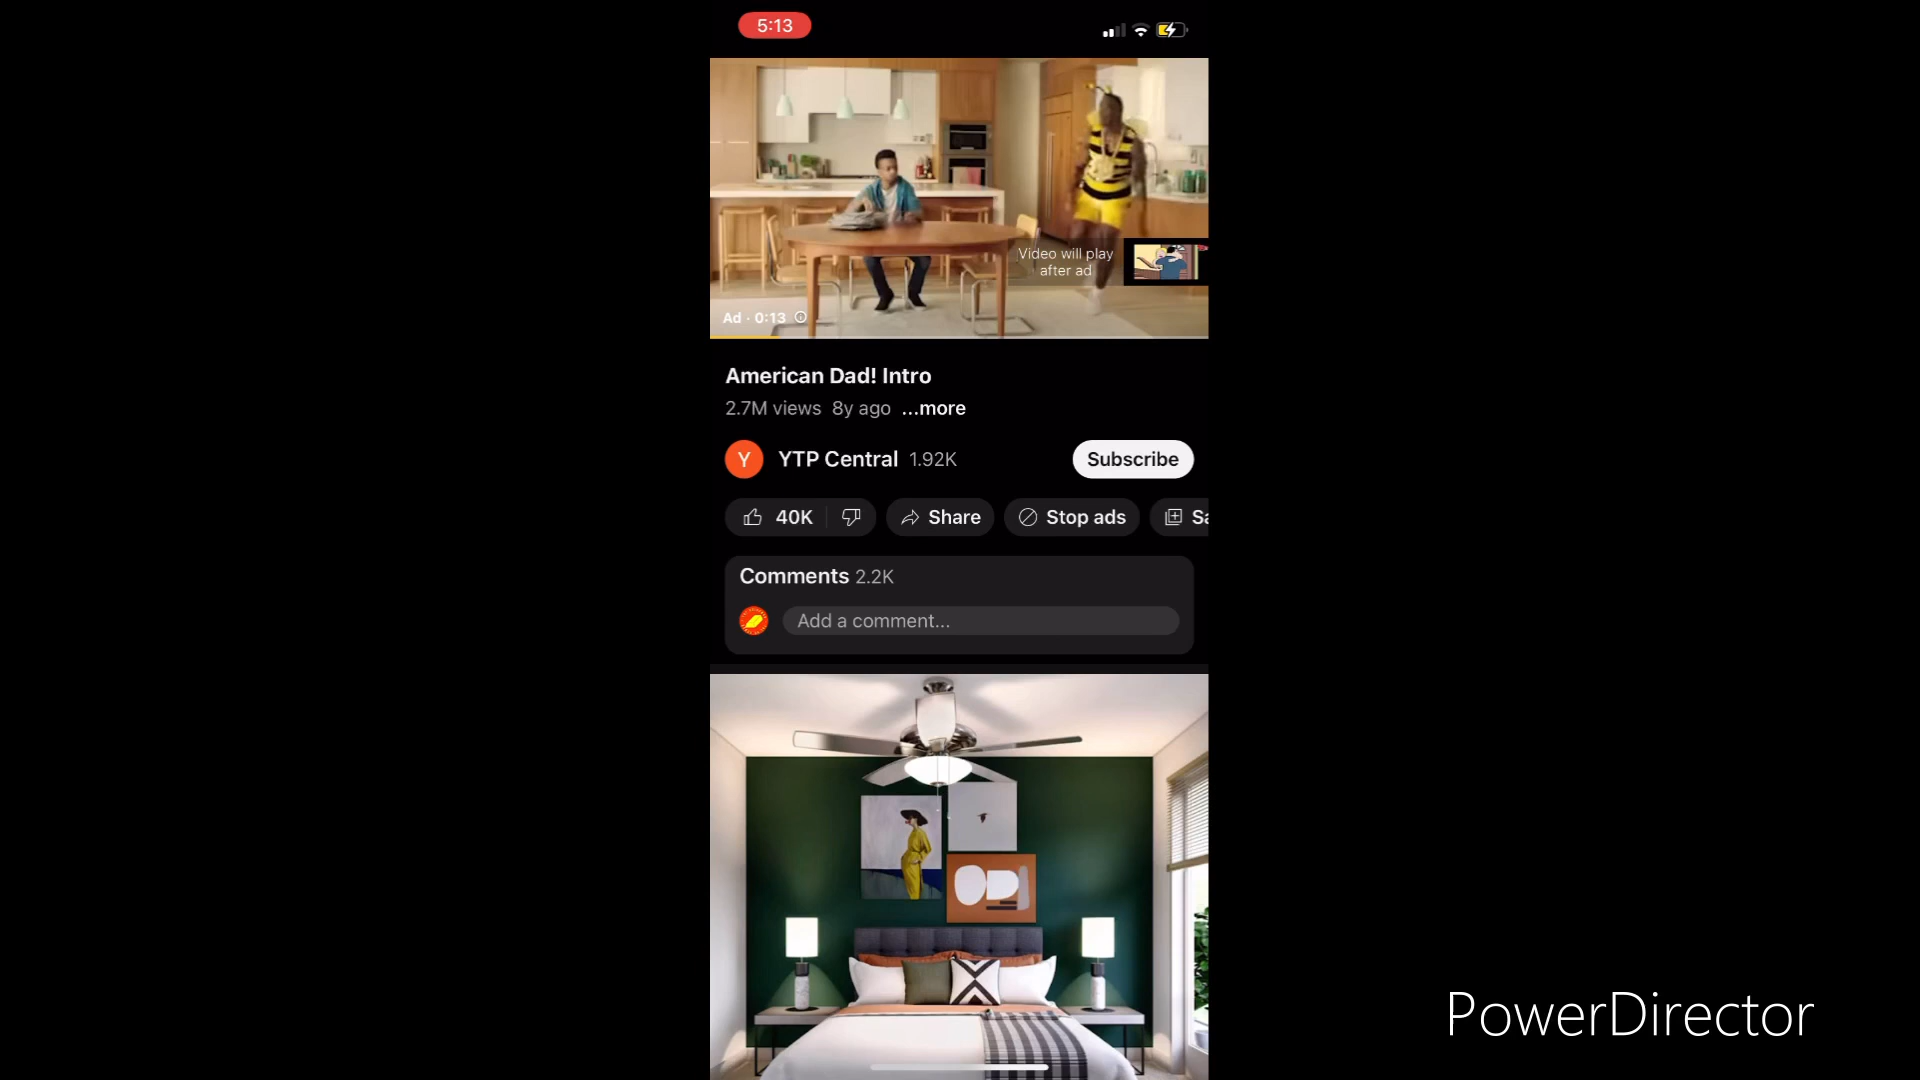 5:13
Video will play
after ad
Ad · 0:13
American Dad! Intro
2.7M views 8y ago ...more
Y YTP Central 1.92K Subscribe
40K Share Stop ads Sa
Comments 2.2K
Add a comment...
PowerDirector